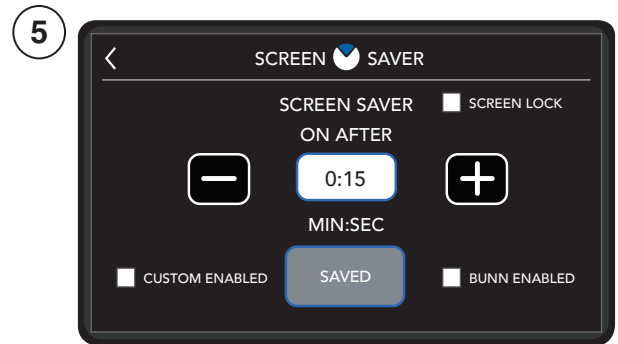 5
SCREEN SAVER
SCREEN SAVER
SCREEN LOCK
ON AFTER
0:15
MIN:SEC
CUSTOM ENABLED
SAVED
BUNN ENABLED